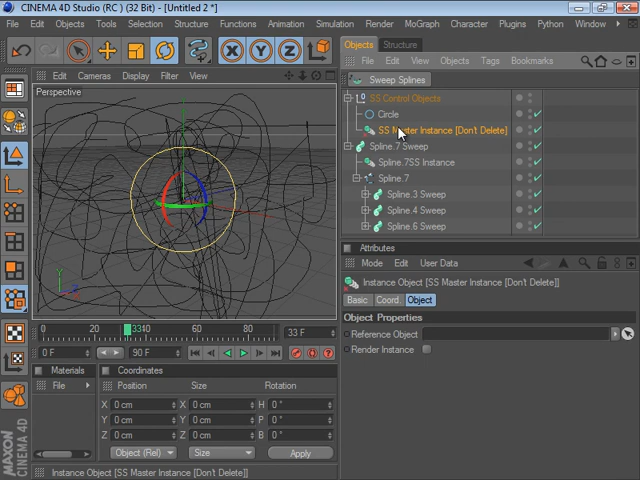 CINEMA 4D Studio (RC ) (32 Bit) - [Untitled 2 *]
File Edit Objects Tools Selection Structure Functions Animation Simulation Render MoGraph Character Plugins Python Window
Objects Structure
File Edit View Objects Tags Bookmarks
Sweep Splines
SS Control Objects
Circle
SS Master Instance [Don't Delete]
Spline.7 Sweep
Spline.7SS Instance
Spline.7
Spline.3 Sweep
Spline.4 Sweep
Spline.6 Sweep
Edit Cameras Display
Perspective
X Y Z
Y
Z
Attributes
Mode Edit User Data
Instance Object [SS Master Instance [Don't Delete]]
Basic Coord. Object
Object Properties
Reference Object
Render Instance
0 20 3340 60 80 33 F
0 F 90 F
Materials
File
Coordinates
Position Size Rotation
X 0 cm X 0 cm H 0 °
Y 0 cm Y 0 cm P 0 °
Z 0 cm Z 0 cm B 0 °
Object (Rel) Size Apply
MAXON
CINEMA 4D
Instance Object [SS Master Instance [Don't Delete]]